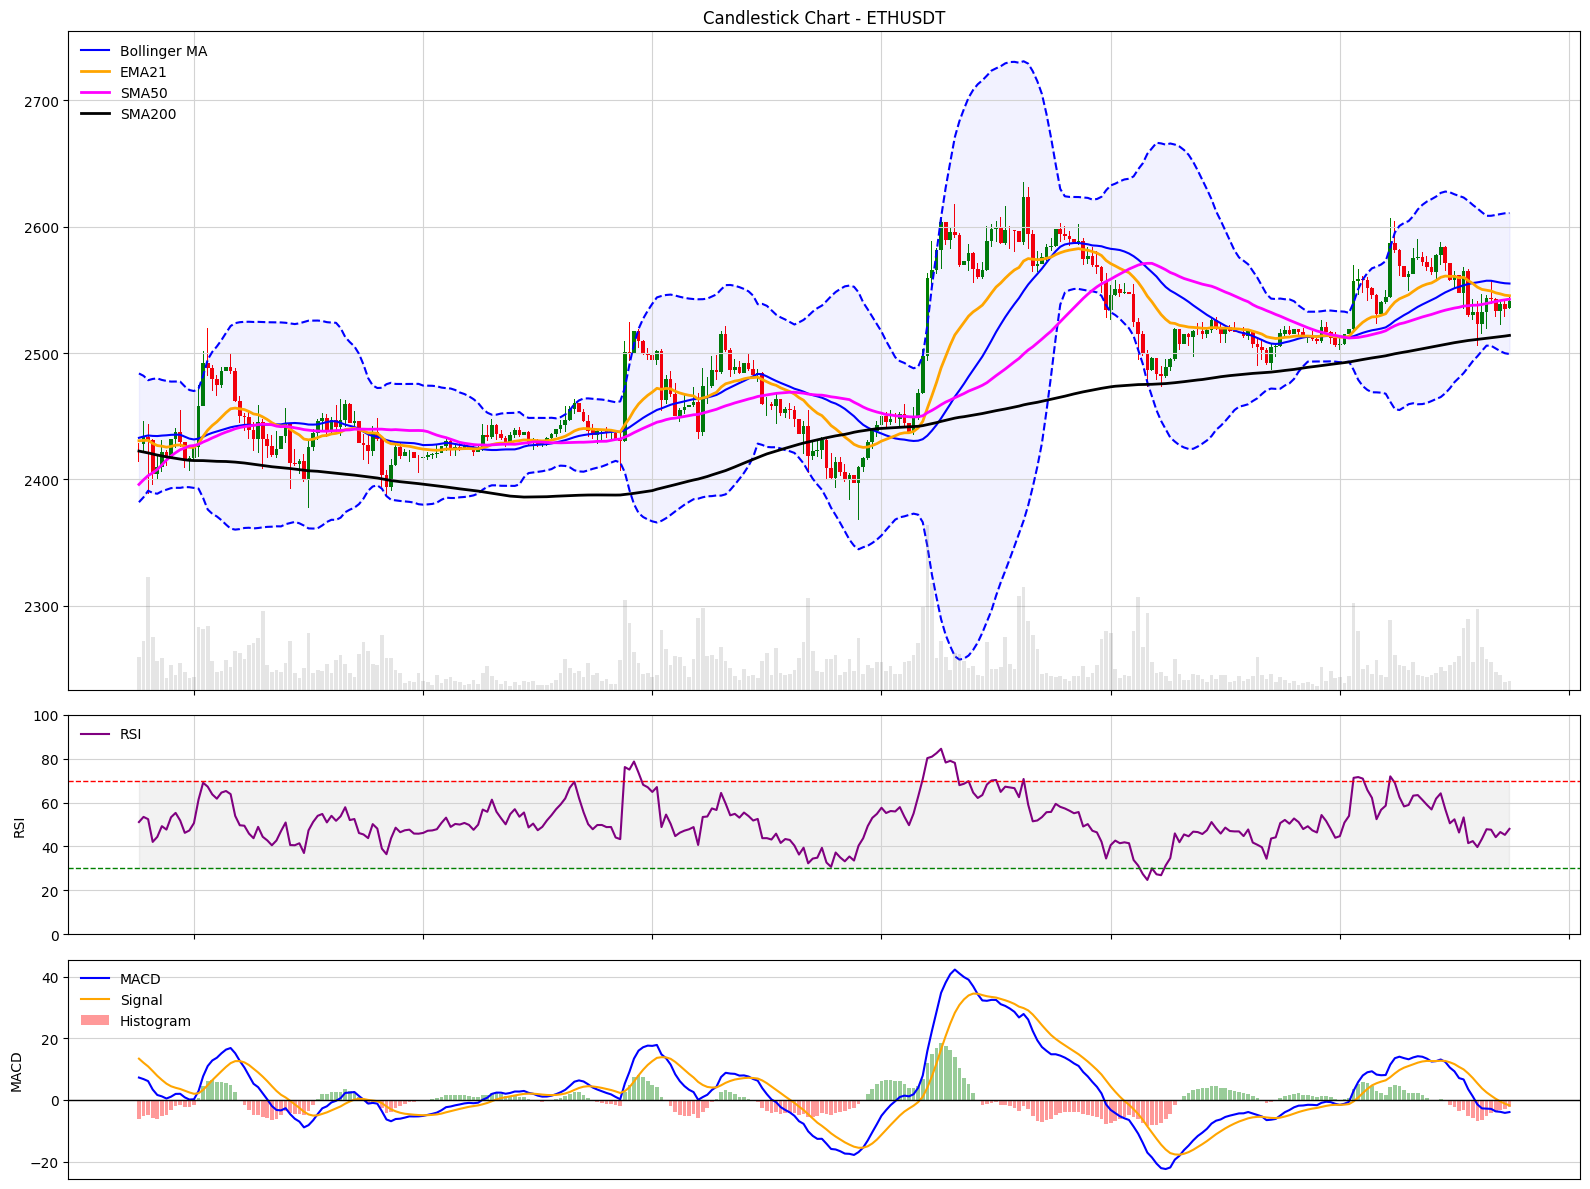 Candlestick Chart - ETHUSDT
Bollinger MA
EMA21
SMA50
SMA200
2700
2600
2500
2400
2300
RSI
RSI
100
80
60
40
20
0
MACD
Signal
Histogram
MACD
40
20
0
−20